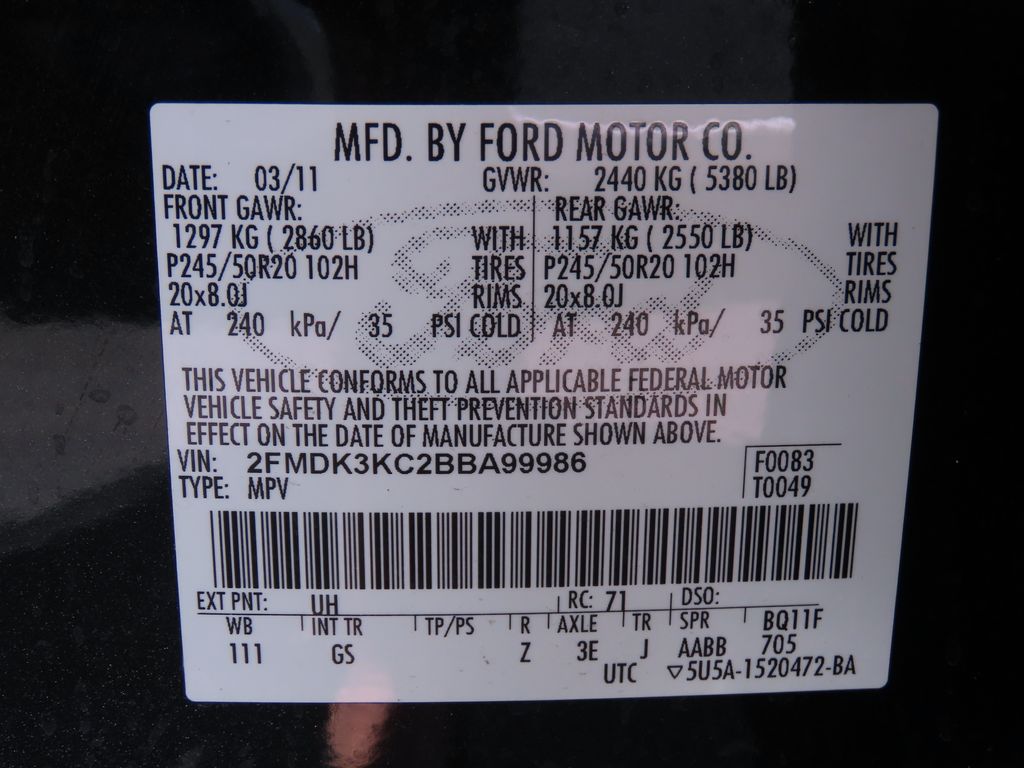 MFD. BY FORD MOTOR CO.
DATE: 03/11 GVWR: 2440 KG ( 5380 LB)
FRONT GAWR: REAR GAWR:
1297 KG ( 2860 LB) WITH 1157 KG ( 2550 LB) WITH
P245/50R20 102H TIRES P245/50R20 102H TIRES
20x8.0J RIMS 20x8.0J RIMS
AT 240 kPa/ 35 PSI COLD AT 240 kPa/ 35 PSI COLD
Ford
THIS VEHICLE CONFORMS TO ALL APPLICABLE FEDERAL MOTOR
VEHICLE SAFETY AND THEFT PREVENTION STANDARDS IN
EFFECT ON THE DATE OF MANUFACTURE SHOWN ABOVE.
VIN: 2FMDK3KC2BBA99986 F0083
TYPE: MPV T0049
EXT PNT: UH RC: 71 DSO:
WB INT TR TP/PS R AXLE TR SPR BQ11F
111 GS Z 3E J AABB 705
UTC ▽5U5A-1520472-BA